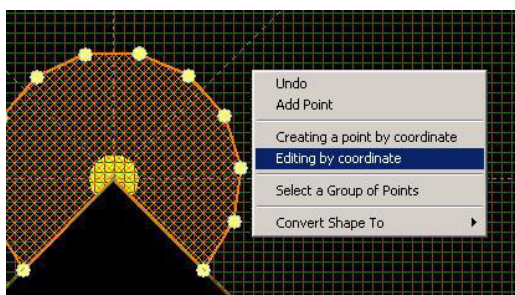 Undo
Add Point
Creating a point by coordinate
Editing by coordinate
Select a Group of Points
Convert Shape To